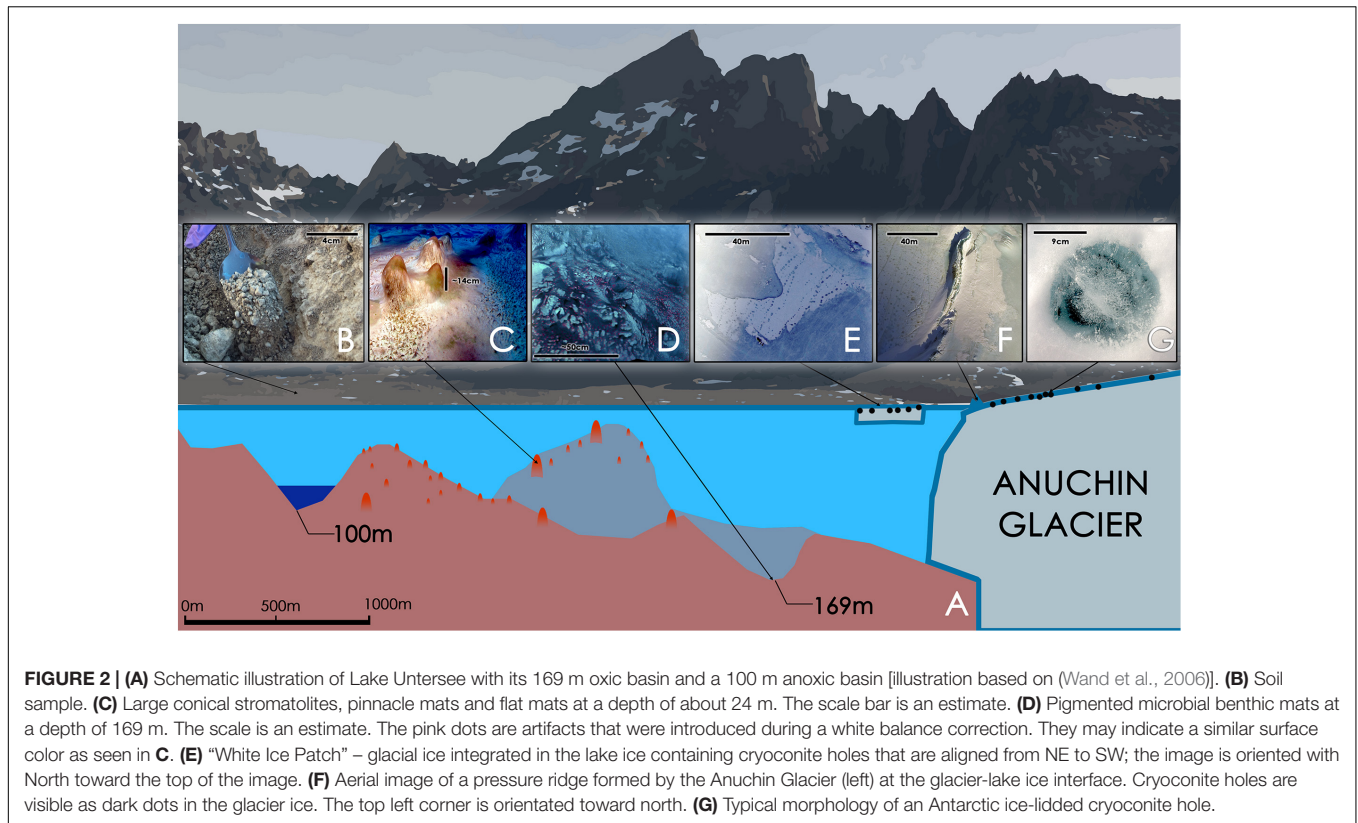 4cm
~14cm
~50cm
40m
40m
9cm
B
C
D
E
F
G
ANUCHIN
GLACIER
100m
169m
A
0m 500m 1000m
FIGURE 2 | (A) Schematic illustration of Lake Untersee with its 169 m oxic basin and a 100 m anoxic basin [illustration based on (Wand et al., 2006)]. (B) Soil
sample. (C) Large conical stromatolites, pinnacle mats and flat mats at a depth of about 24 m. The scale bar is an estimate. (D) Pigmented microbial benthic mats at
a depth of 169 m. The scale is an estimate. The pink dots are artifacts that were introduced during a white balance correction. They may indicate a similar surface
color as seen in C. (E) “White Ice Patch” – glacial ice integrated in the lake ice containing cryoconite holes that are aligned from NE to SW; the image is oriented with
North toward the top of the image. (F) Aerial image of a pressure ridge formed by the Anuchin Glacier (left) at the glacier-lake ice interface. Cryoconite holes are
visible as dark dots in the glacier ice. The top left corner is orientated toward north. (G) Typical morphology of an Antarctic ice-lidded cryoconite hole.